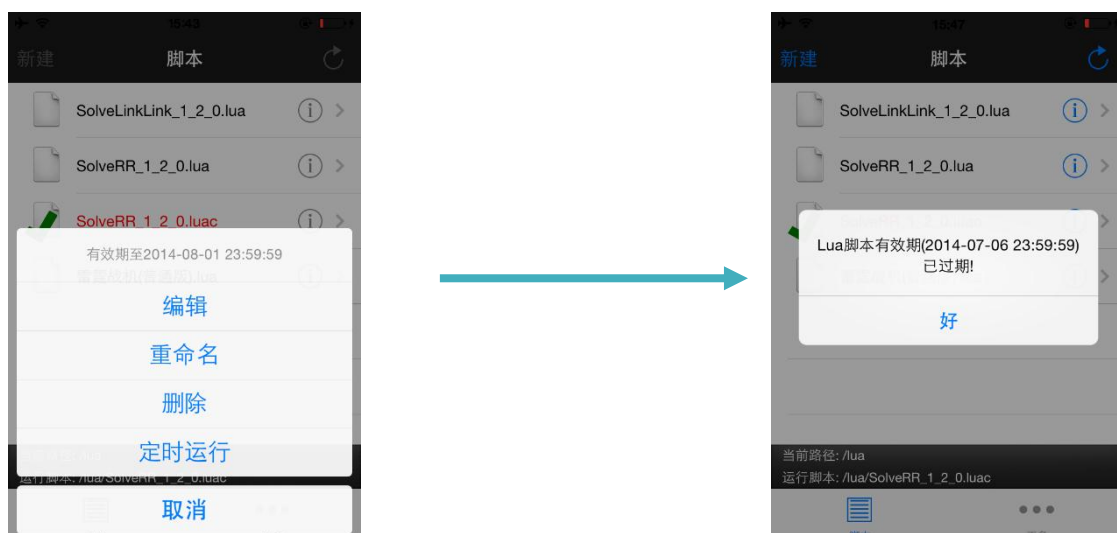 15:43
新建
脚本
SolveLinkLink_1_2_0.lua
SolveRR_1_2_0.lua
SolveRR_1_2_0.luac
有效期至2014-08-01 23:59:59
编辑
重命名
删除
定时运行
运行脚本: /lua/SolveRR_1_2_0.luac
取消
15:47
新建
脚本
SolveLinkLink_1_2_0.lua
SolveRR_1_2_0.lua
Lua脚本有效期(2014-07-06 23:59:59)
已过期!
好
当前路径: /lua
运行脚本: /lua/SolveRR_1_2_0.luac